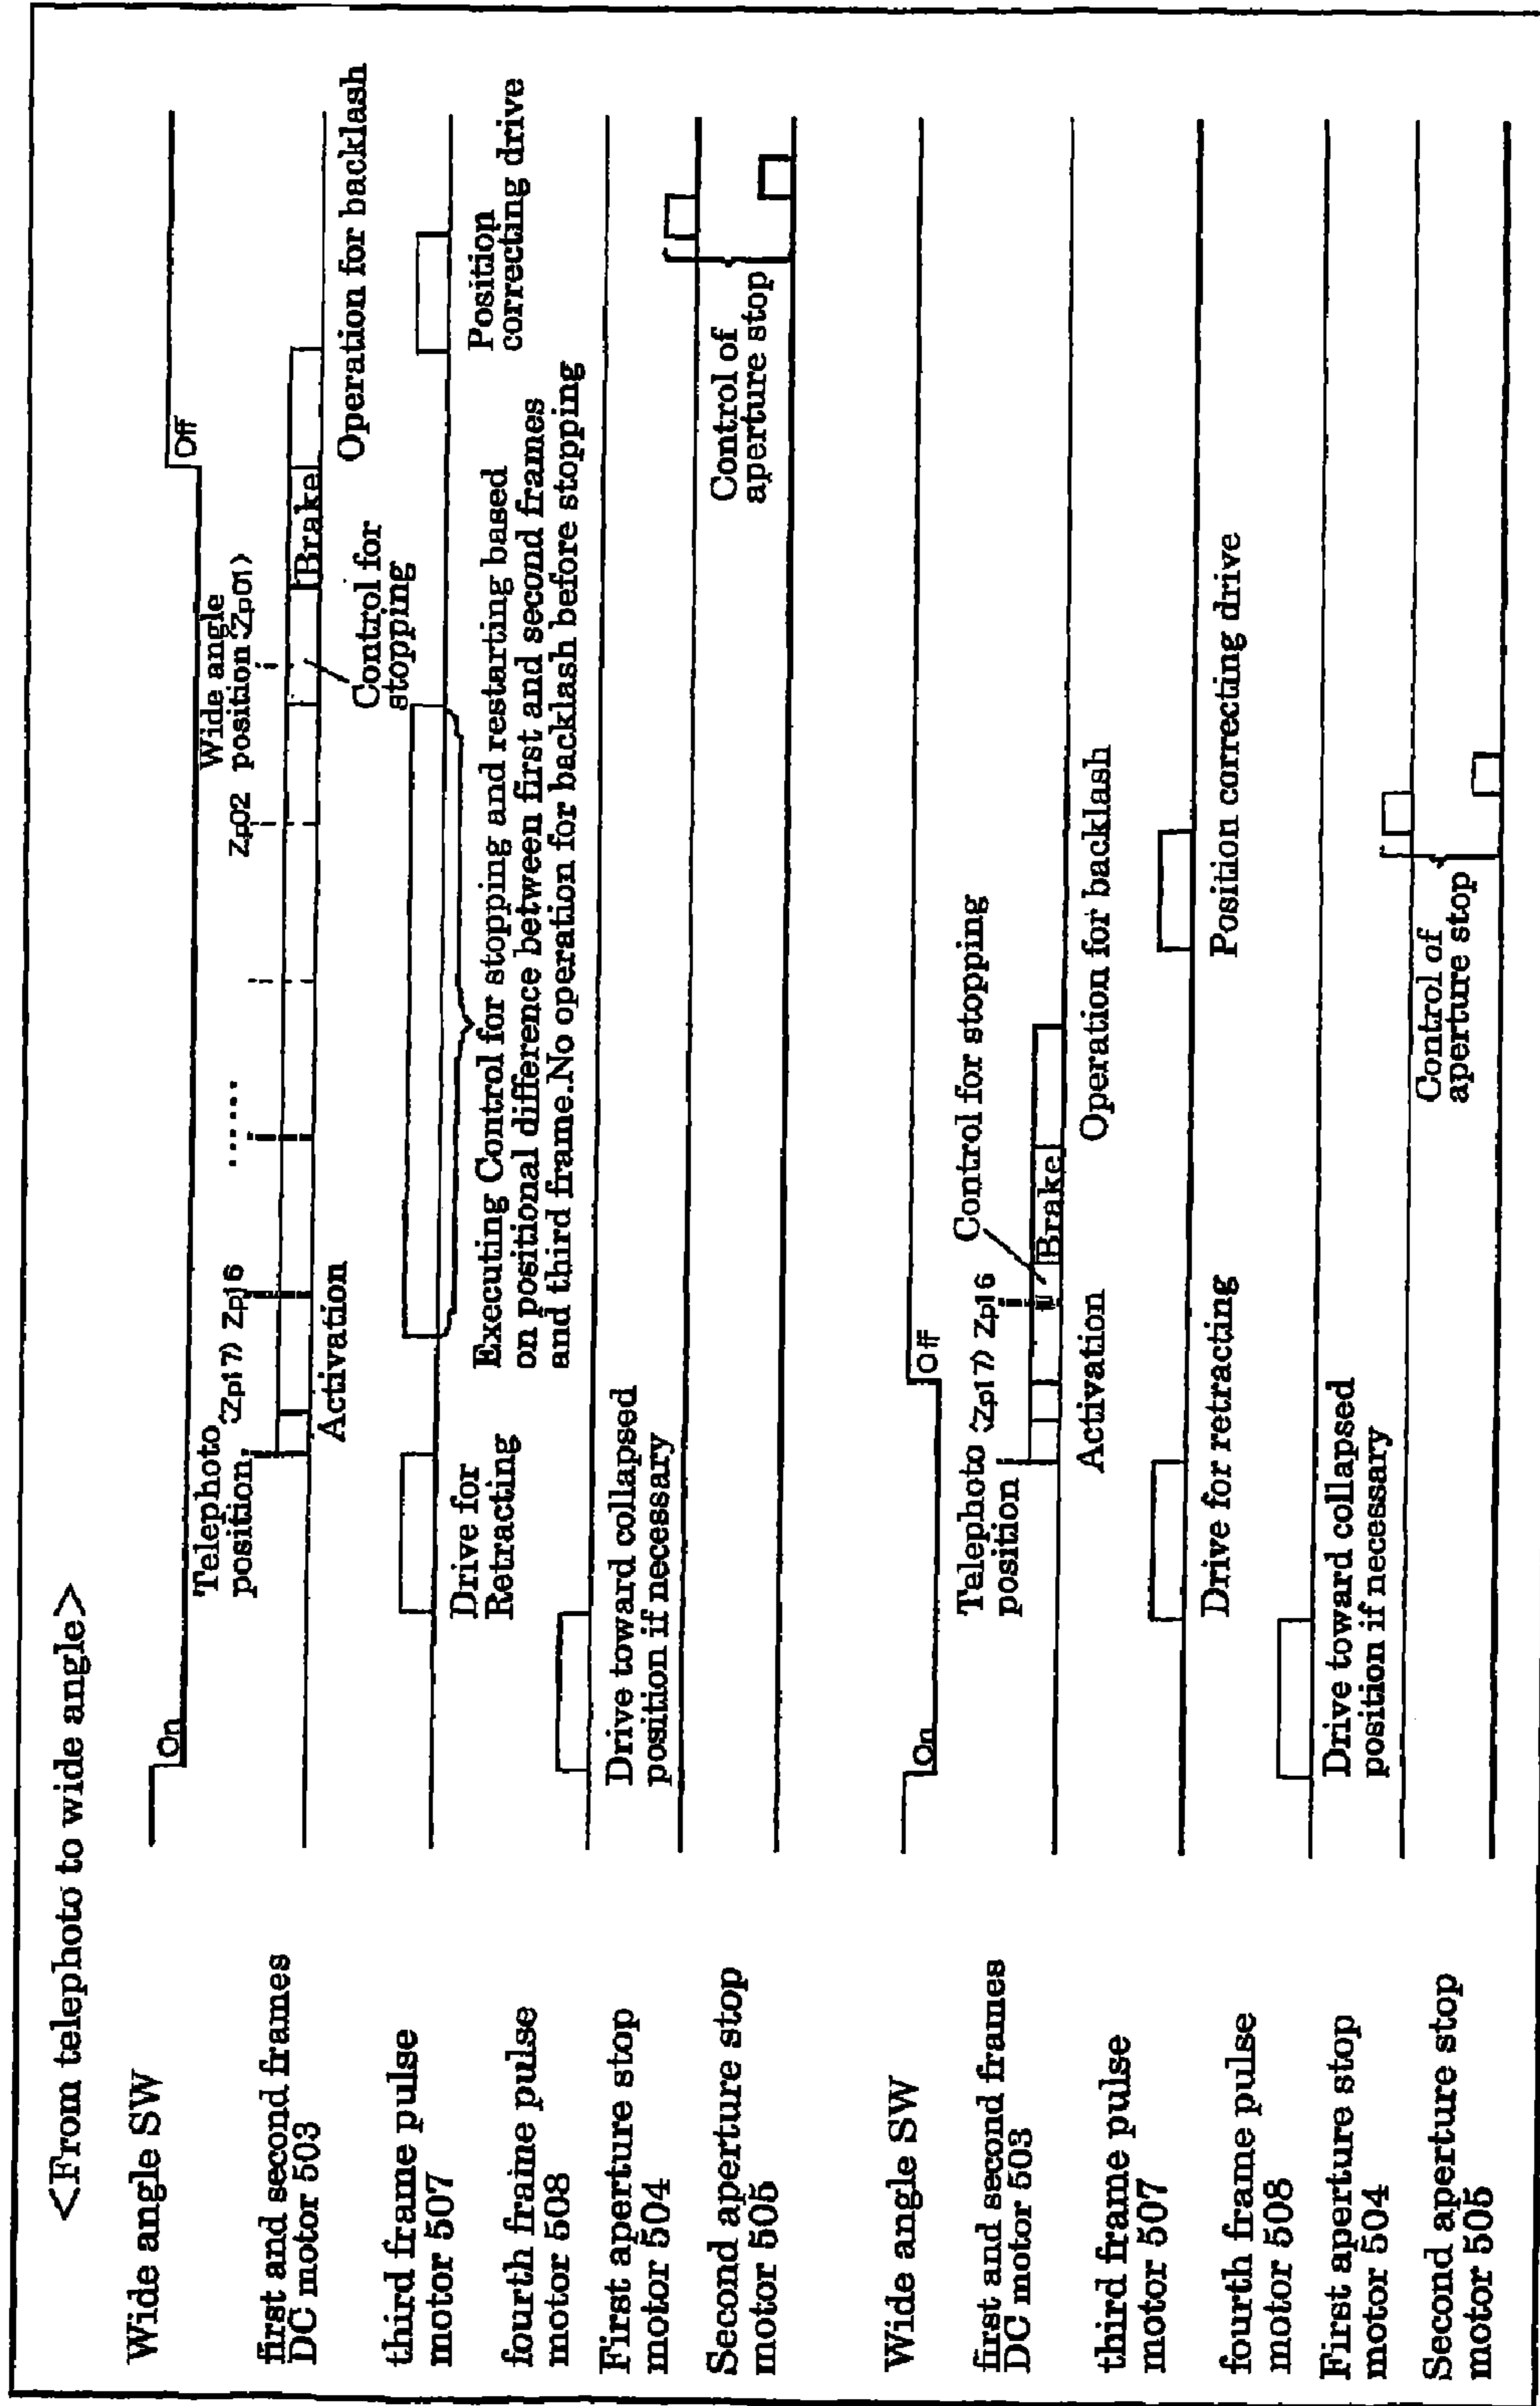 <From telephoto to wide angle>
Wide angle SW
On
Off
first and second frames
DC motor 503
Telephoto
position
:Zp17)
Zp16
......
Zp02
Wide angle
position :Zp01)
Activation
Brake
Control for
stopping
Operation for backlash
third frame pulse
motor 507
Drive for
Retracting
Executing Control for stopping and restarting based
on positional difference between first and second frames
and third frame.No operation for backlash before stopping
Position
correcting drive
fourth fraine pulse
motor 508
Drive toward collapsed
position if necessary
First aperture stop
motor 504
Second aperture stop
motor 505
Control of
aperture stop
Wide angle SW
On
Off
first and second frames
DC motor 503
Telephoto
position
:Zp17)
Zp16
Activation
Control for stopping
Brake
Operation for backlash
third frame pulse
motor 507
Drive for retracting
Position correcting drive
fourth frame pulse
motor 508
Drive toward collapsed
position if necessary
First aperture stop
motor 504
Second aperture stop
motor 505
Control of
aperture stop